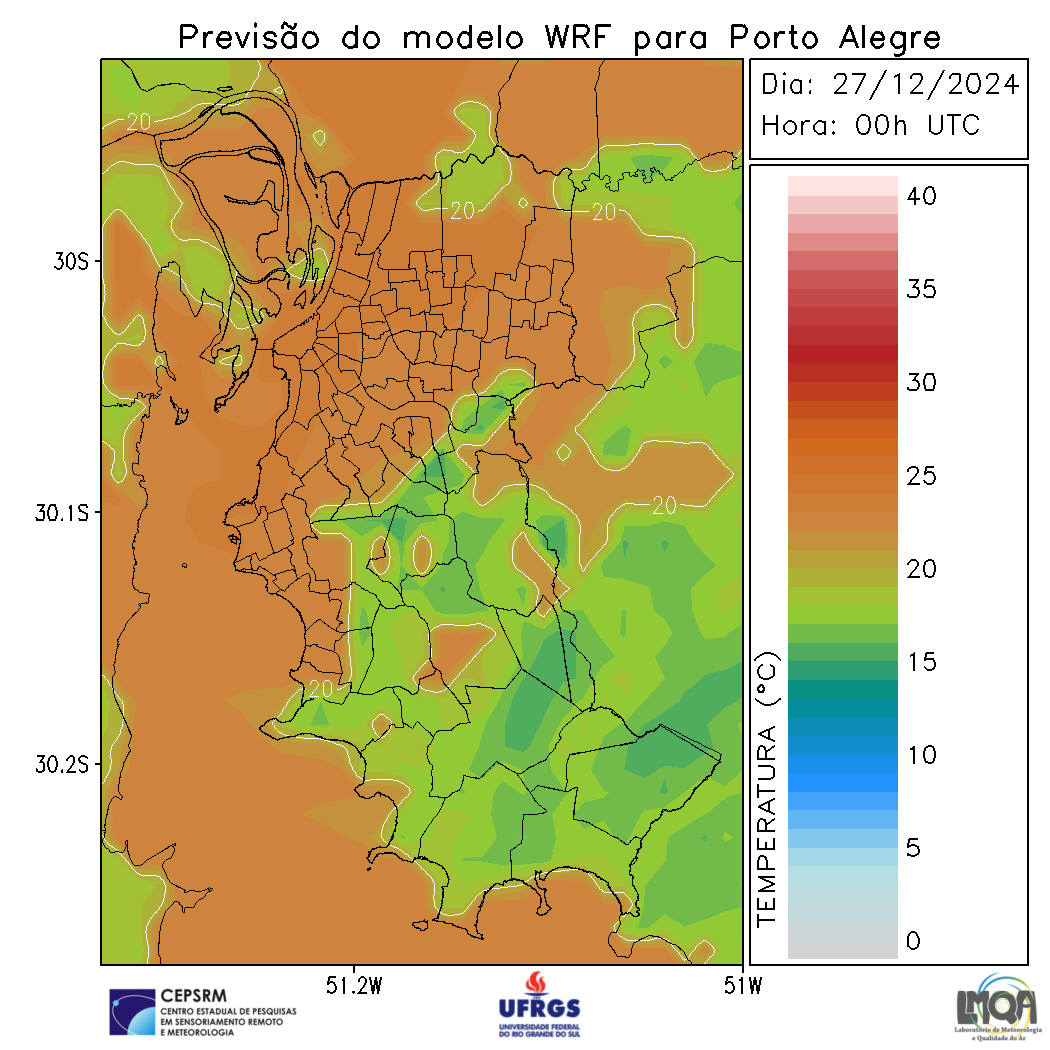 Previsão do modelo WRF para Porto Alegre
Dia: 27/12/2024
Hora: 00h UTC
20
20
20
20
20
30S
30.1S
30.2S
51.2W
51W
40
35
30
25
20
15
10
5
0
TEMPERATURA (°C)
CEPSRM
CENTRO ESTADUAL DE PESQUISAS
EM SENSORIAMENTO REMOTO
E METEOROLOGIA
UFRGS
UNIVERSIDADE FEDERAL
DO RIO GRANDE DO SUL
LMQA
Laboratório de Meteorologia
e Qualidade do Ar